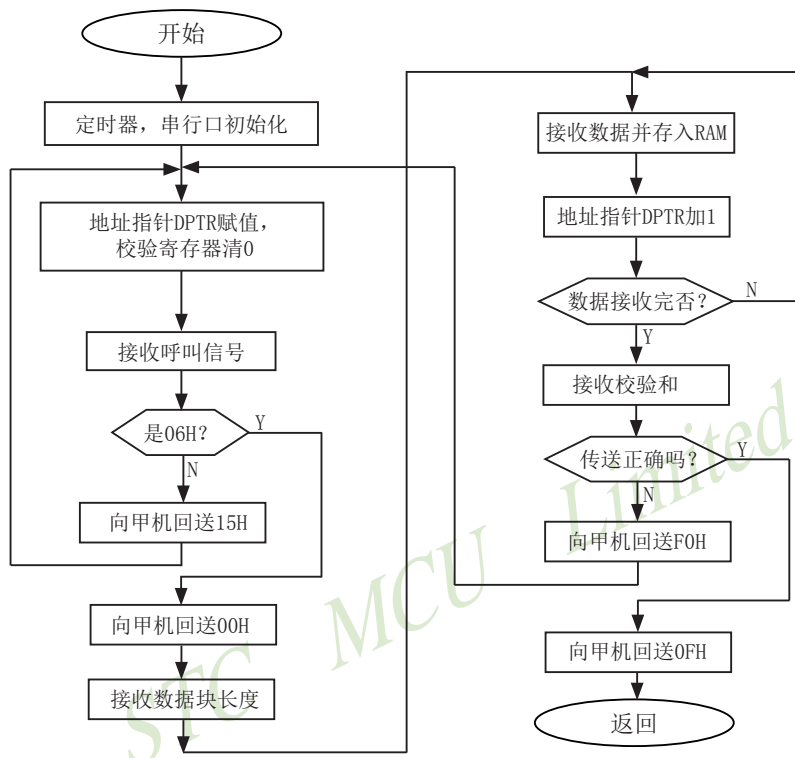 开始
定时器，串行口初始化
地址指针DPTR赋值，
校验寄存器清0
接收呼叫信号
是06H？
Y
N
向甲机回送15H
向甲机回送00H
接收数据块长度
接收数据并存入RAM
地址指针DPTR加1
数据接收完否？
N
Y
接收校验和
传送正确吗？
Y
N
向甲机回送F0H
向甲机回送0FH
返回
STC MCU Limited